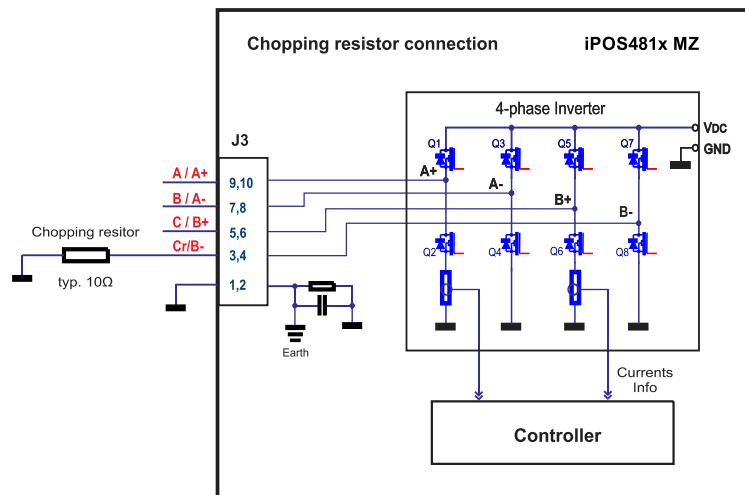 Chopping resistor connection
iPOS481x MZ
4-phase Inverter
Q1
Q3
Q5
Q7
VDC
GND
J3
A / A+
9,10
A+
B / A-
7,8
A-
C / B+
5,6
B+
B-
Chopping resitor
Cr/B-
3,4
Q2
Q4
Q6
Q8
typ. 10Ω
1,2
Earth
Currents
Info
Controller